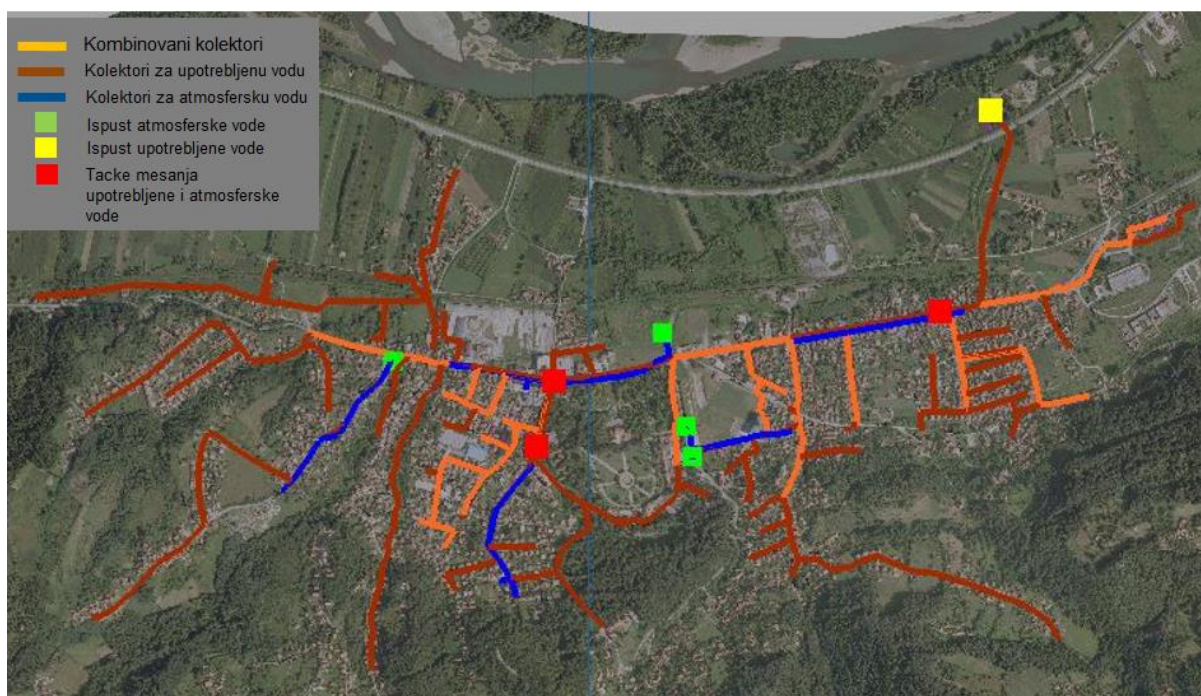 Kombinovani kolektori
Kolektori za upotrebljenu vodu
Kolektori za atmosfersku vodu
Ispust atmosferske vode
Ispust upotrebljene vode
Tacke mesanja
upotrebljene i atmosferske
vode